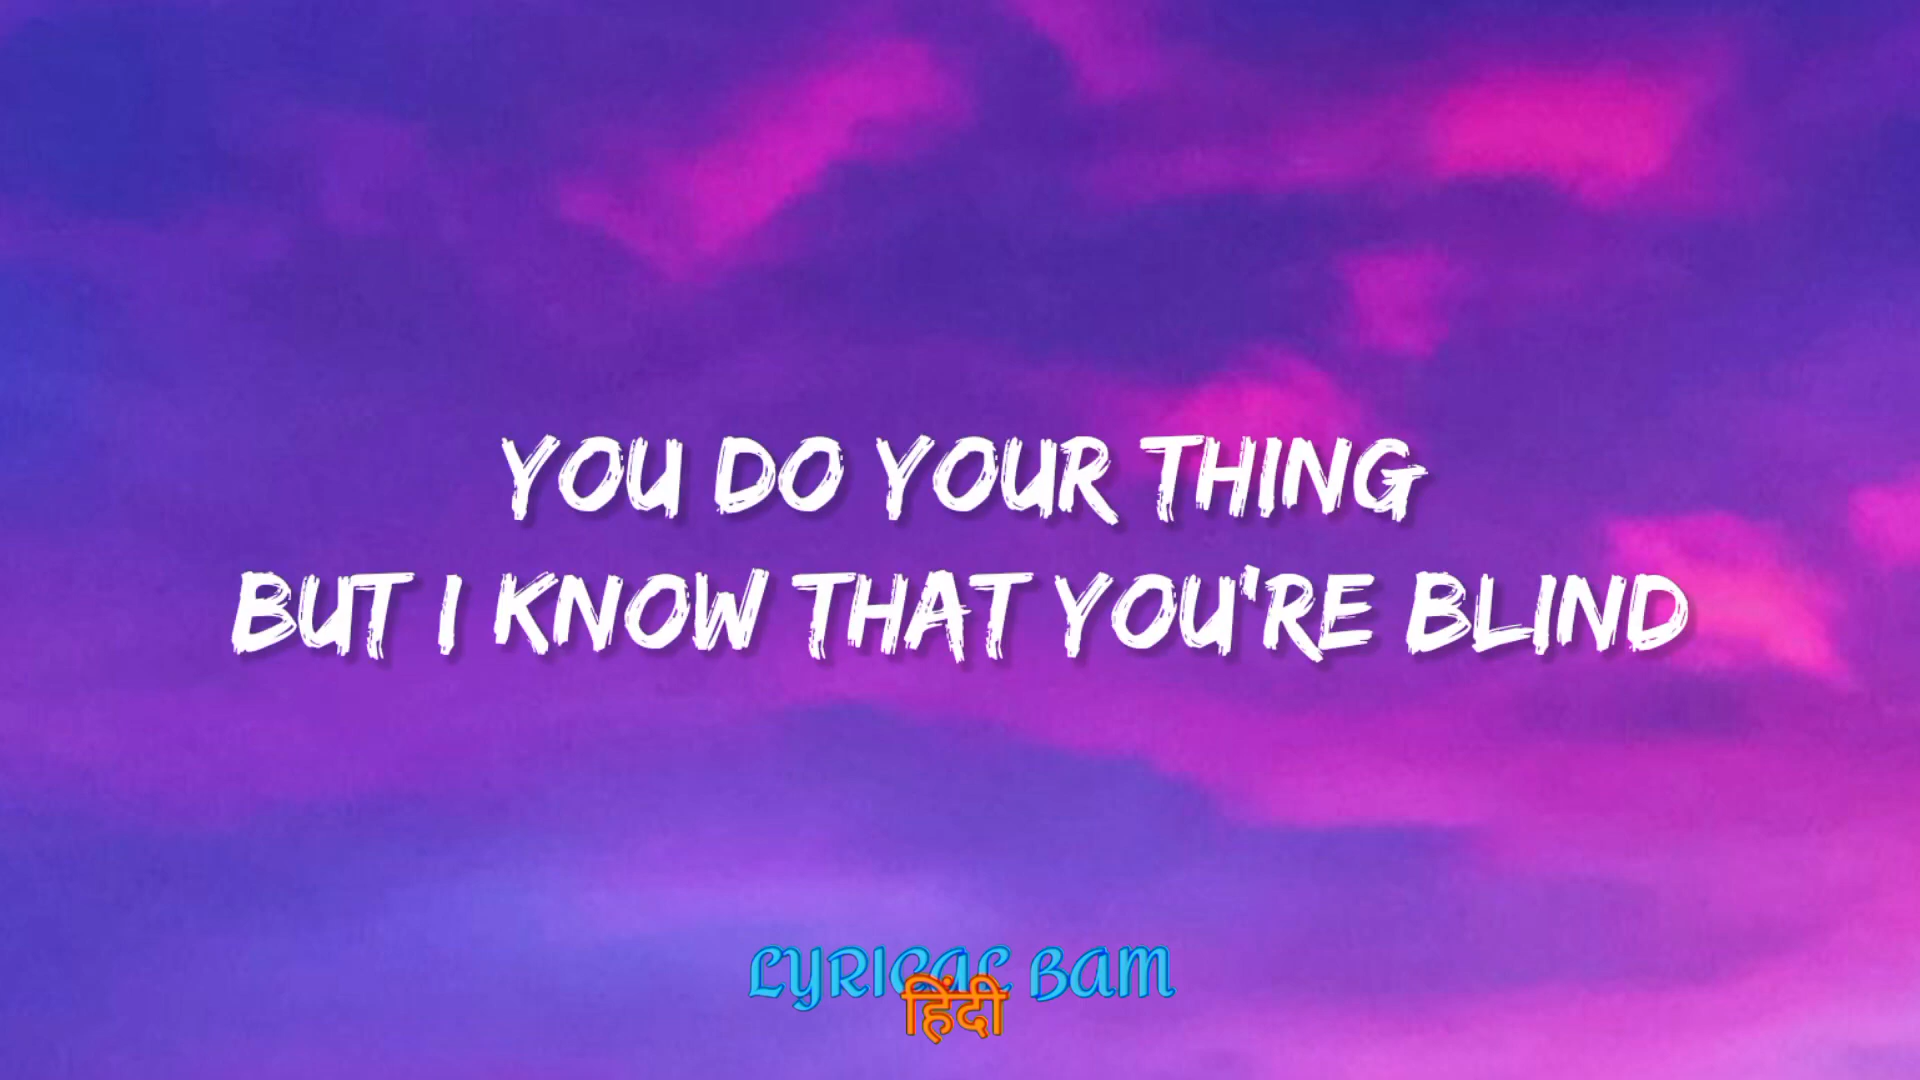 YOU DO YOUR THING
BUT I KNOW THAT YOU'RE BLIND
LYRICAL BAM
हिंदी